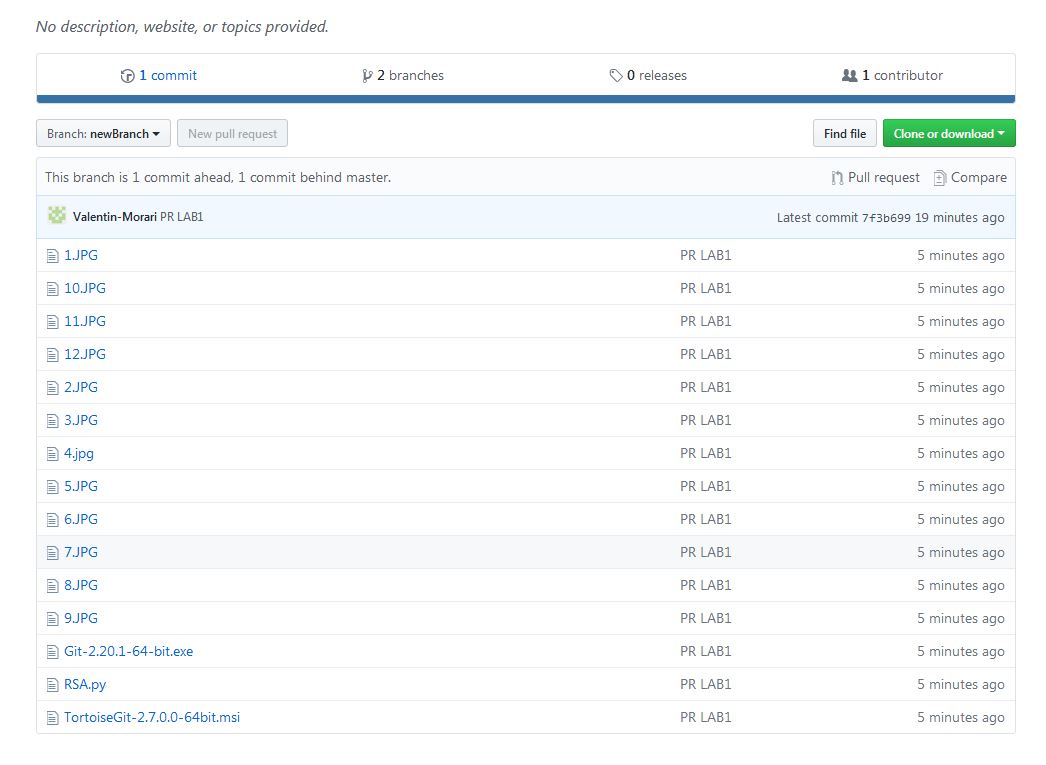 No description, website, or topics provided.
1 commit 2 branches 0 releases 1 contributor
Branch: newBranch New pull request Find file Clone or download
This branch is 1 commit ahead, 1 commit behind master. Pull request Compare
Valentin-Morari PR LAB1 Latest commit 7f3b699 19 minutes ago
1.JPG PR LAB1 5 minutes ago
10.JPG PR LAB1 5 minutes ago
11.JPG PR LAB1 5 minutes ago
12.JPG PR LAB1 5 minutes ago
2.JPG PR LAB1 5 minutes ago
3.JPG PR LAB1 5 minutes ago
4.jpg PR LAB1 5 minutes ago
5.JPG PR LAB1 5 minutes ago
6.JPG PR LAB1 5 minutes ago
7.JPG PR LAB1 5 minutes ago
8.JPG PR LAB1 5 minutes ago
9.JPG PR LAB1 5 minutes ago
Git-2.20.1-64-bit.exe PR LAB1 5 minutes ago
RSA.py PR LAB1 5 minutes ago
TortoiseGit-2.7.0.0-64bit.msi PR LAB1 5 minutes ago